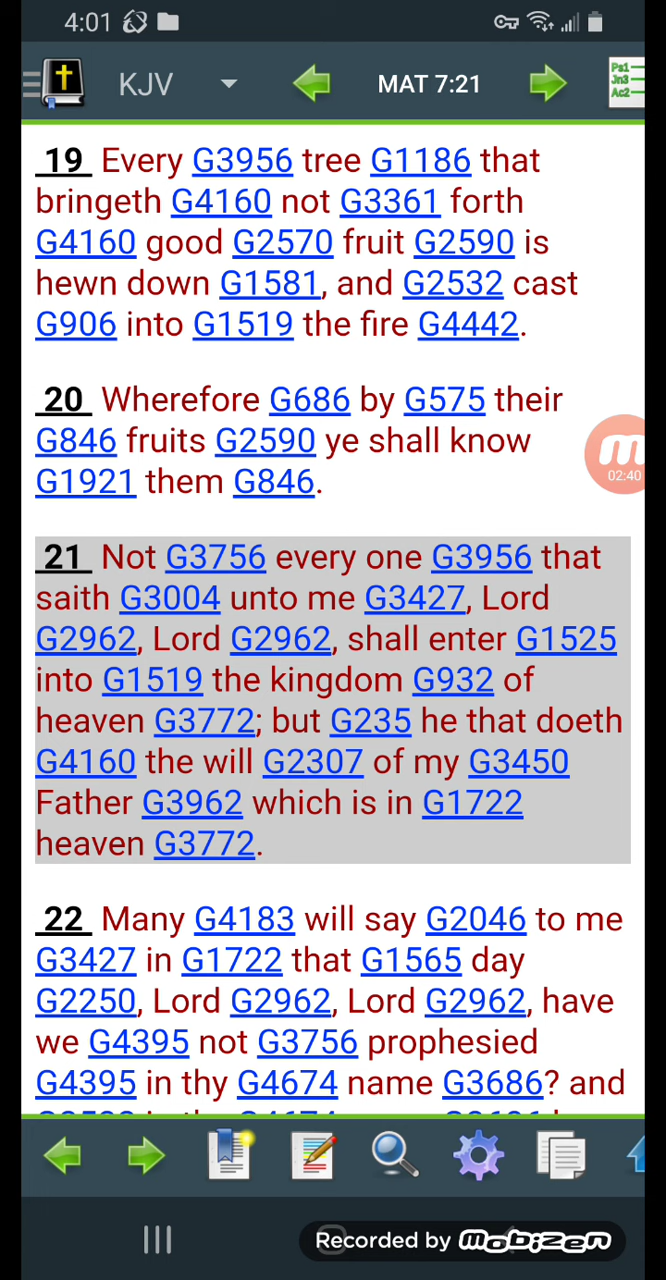 4:01
KJV
MAT 7:21
Ps1
Jn3
Ac2
19 Every G3956 tree G1186 that
bringeth G4160 not G3361 forth
G4160 good G2570 fruit G2590 is
hewn down G1581, and G2532 cast
G906 into G1519 the fire G4442.
20 Wherefore G686 by G575 their
G846 fruits G2590 ye shall know
G1921 them G846.
m
02:40
21 Not G3756 every one G3956 that
saith G3004 unto me G3427, Lord
G2962, Lord G2962, shall enter G1525
into G1519 the kingdom G932 of
heaven G3772; but G235 he that doeth
G4160 the will G2307 of my G3450
Father G3962 which is in G1722
heaven G3772.
22 Many G4183 will say G2046 to me
G3427 in G1722 that G1565 day
G2250, Lord G2962, Lord G2962, have
we G4395 not G3756 prophesied
G4395 in thy G4674 name G3686? and
Recorded by mobizen